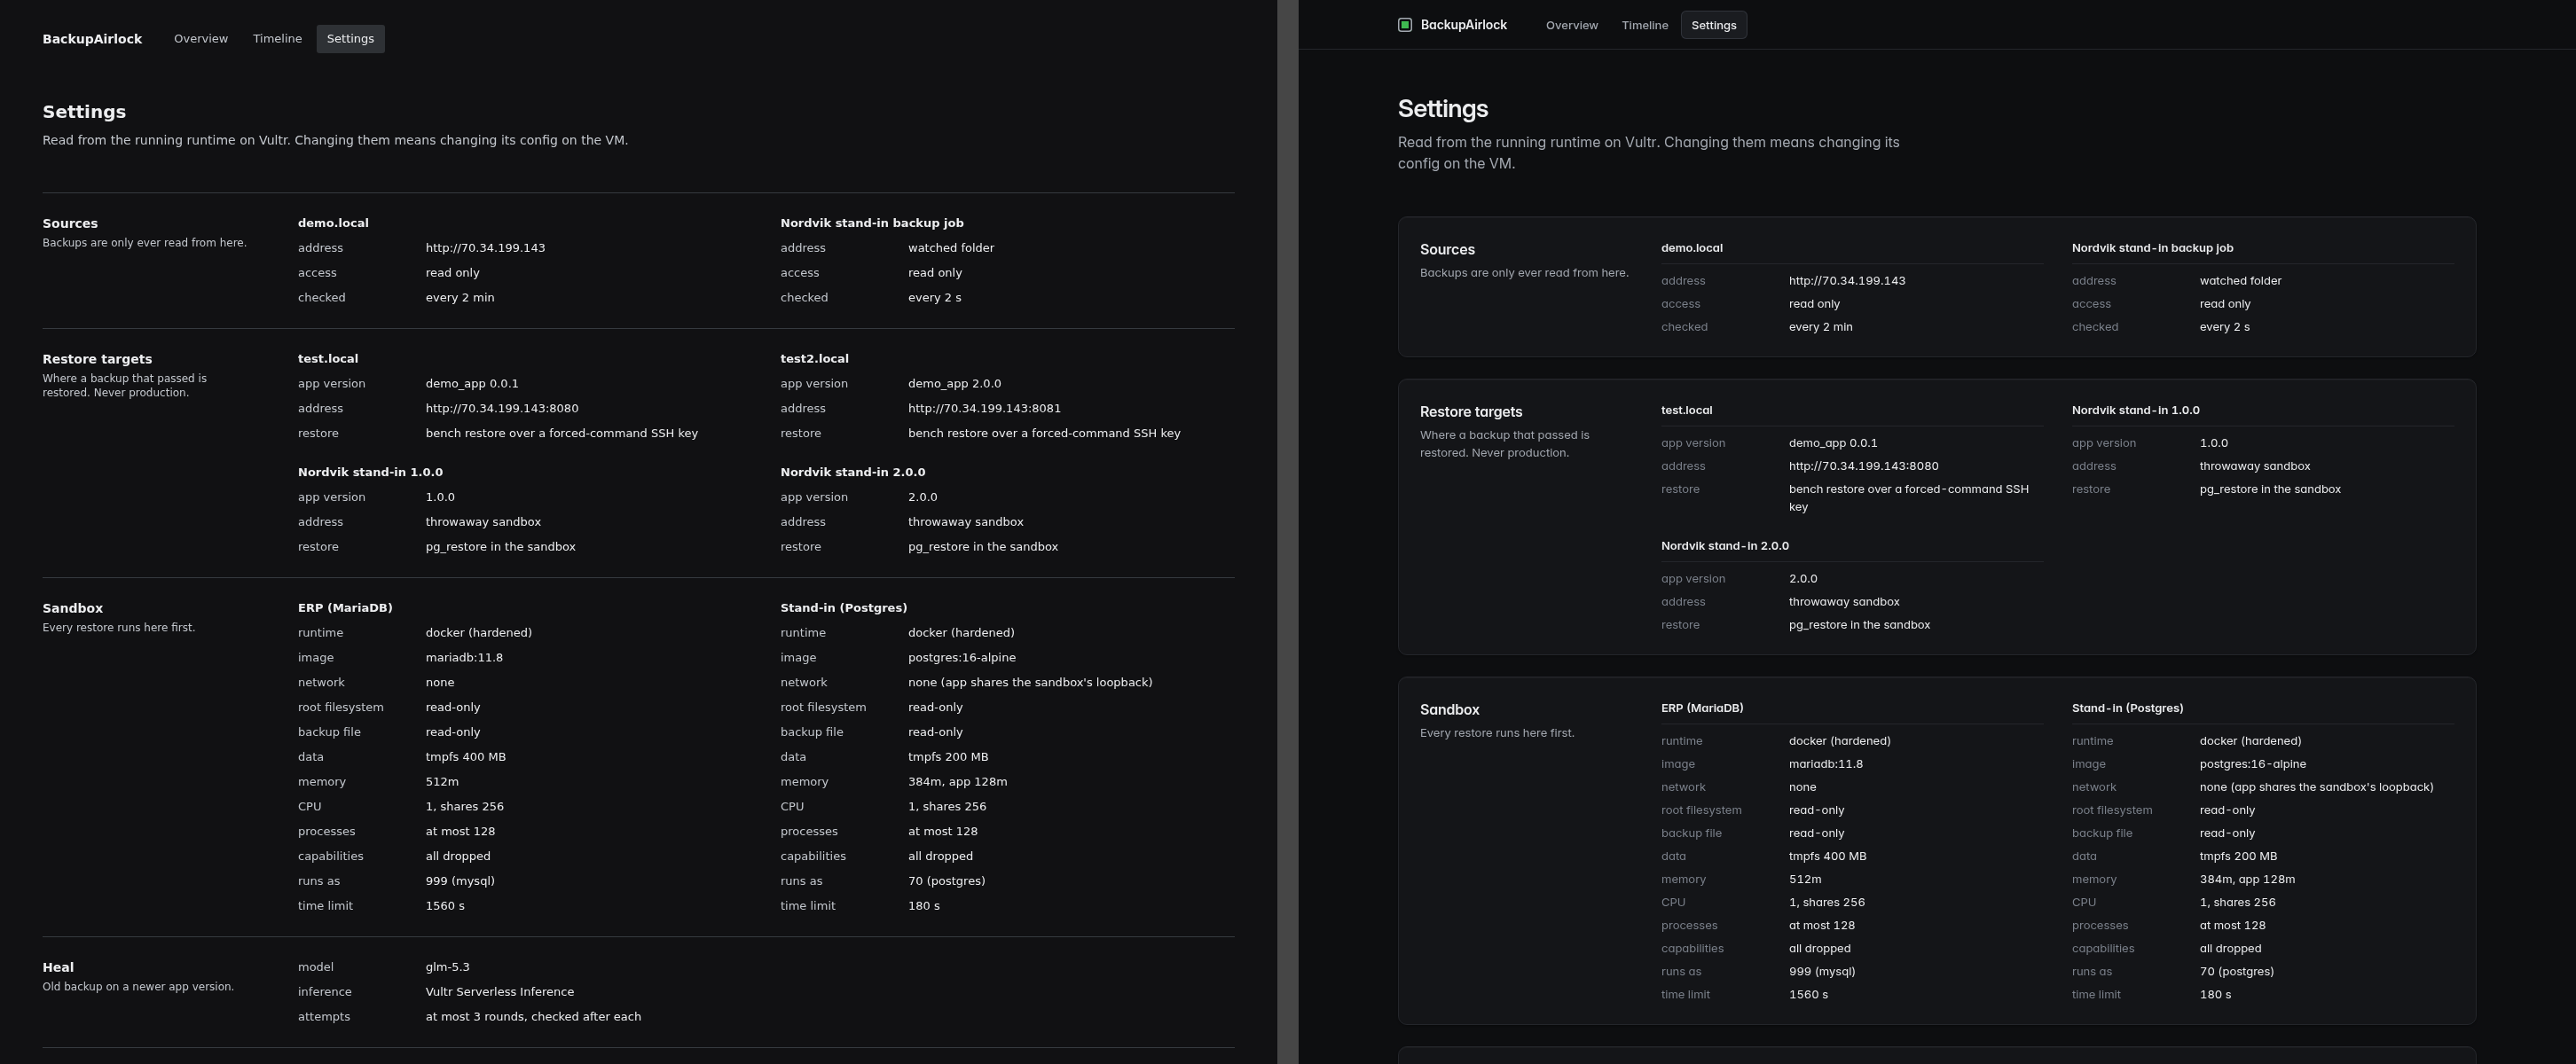 BackupAirlock Overview Timeline Settings
Settings
Read from the running runtime on Vultr. Changing them means changing its config on the VM.
Sources
Backups are only ever read from here.
demo.local
address http://70.34.199.143
access read only
checked every 2 min
Nordvik stand-in backup job
address watched folder
access read only
checked every 2 s
Restore targets
Where a backup that passed is
restored. Never production.
test.local
app version demo_app 0.0.1
address http://70.34.199.143:8080
restore bench restore over a forced-command SSH key
test2.local
app version demo_app 2.0.0
address http://70.34.199.143:8081
restore bench restore over a forced-command SSH key
Nordvik stand-in 1.0.0
app version 1.0.0
address throwaway sandbox
restore pg_restore in the sandbox
Nordvik stand-in 2.0.0
app version 2.0.0
address throwaway sandbox
restore pg_restore in the sandbox
Sandbox
Every restore runs here first.
ERP (MariaDB)
runtime docker (hardened)
image mariadb:11.8
network none
root filesystem read-only
backup file read-only
data tmpfs 400 MB
memory 512m
CPU 1, shares 256
processes at most 128
capabilities all dropped
runs as 999 (mysql)
time limit 1560 s
Stand-in (Postgres)
runtime docker (hardened)
image postgres:16-alpine
network none (app shares the sandbox's loopback)
root filesystem read-only
backup file read-only
data tmpfs 200 MB
memory 384m, app 128m
CPU 1, shares 256
processes at most 128
capabilities all dropped
runs as 70 (postgres)
time limit 180 s
Heal
Old backup on a newer app version.
model glm-5.3
inference Vultr Serverless Inference
attempts at most 3 rounds, checked after each
BackupAirlock Overview Timeline Settings
Settings
Read from the running runtime on Vultr. Changing them means changing its
config on the VM.
Sources
Backups are only ever read from here.
demo.local
address http://70.34.199.143
access read only
checked every 2 min
Nordvik stand-in backup job
address watched folder
access read only
checked every 2 s
Restore targets
Where a backup that passed is
restored. Never production.
test.local
app version demo_app 0.0.1
address http://70.34.199.143:8080
restore bench restore over a forced-command SSH
key
Nordvik stand-in 1.0.0
app version 1.0.0
address throwaway sandbox
restore pg_restore in the sandbox
Nordvik stand-in 2.0.0
app version 2.0.0
address throwaway sandbox
restore pg_restore in the sandbox
Sandbox
Every restore runs here first.
ERP (MariaDB)
runtime docker (hardened)
image mariadb:11.8
network none
root filesystem read-only
backup file read-only
data tmpfs 400 MB
memory 512m
CPU 1, shares 256
processes at most 128
capabilities all dropped
runs as 999 (mysql)
time limit 1560 s
Stand-in (Postgres)
runtime docker (hardened)
image postgres:16-alpine
network none (app shares the sandbox's loopback)
root filesystem read-only
backup file read-only
data tmpfs 200 MB
memory 384m, app 128m
CPU 1, shares 256
processes at most 128
capabilities all dropped
runs as 70 (postgres)
time limit 180 s